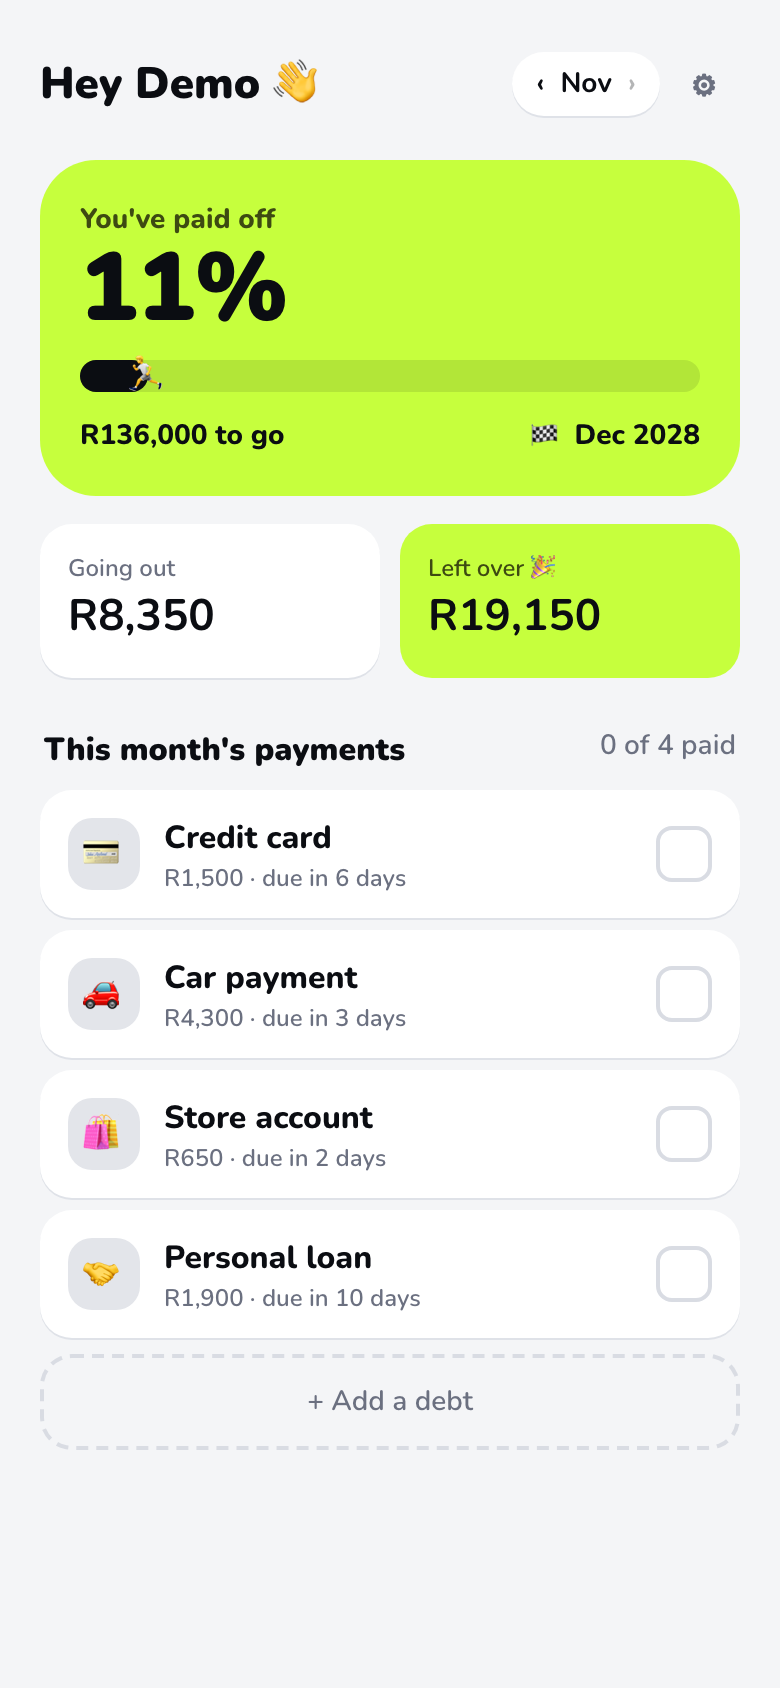 Hey Demo 👋
‹ Nov ›
You've paid off
11%
R136,000 to go
🏁 Dec 2028
Going out
R8,350
Left over 🎉
R19,150
This month's payments
0 of 4 paid
Credit card
R1,500 · due in 6 days
Car payment
R4,300 · due in 3 days
Store account
R650 · due in 2 days
Personal loan
R1,900 · due in 10 days
+ Add a debt